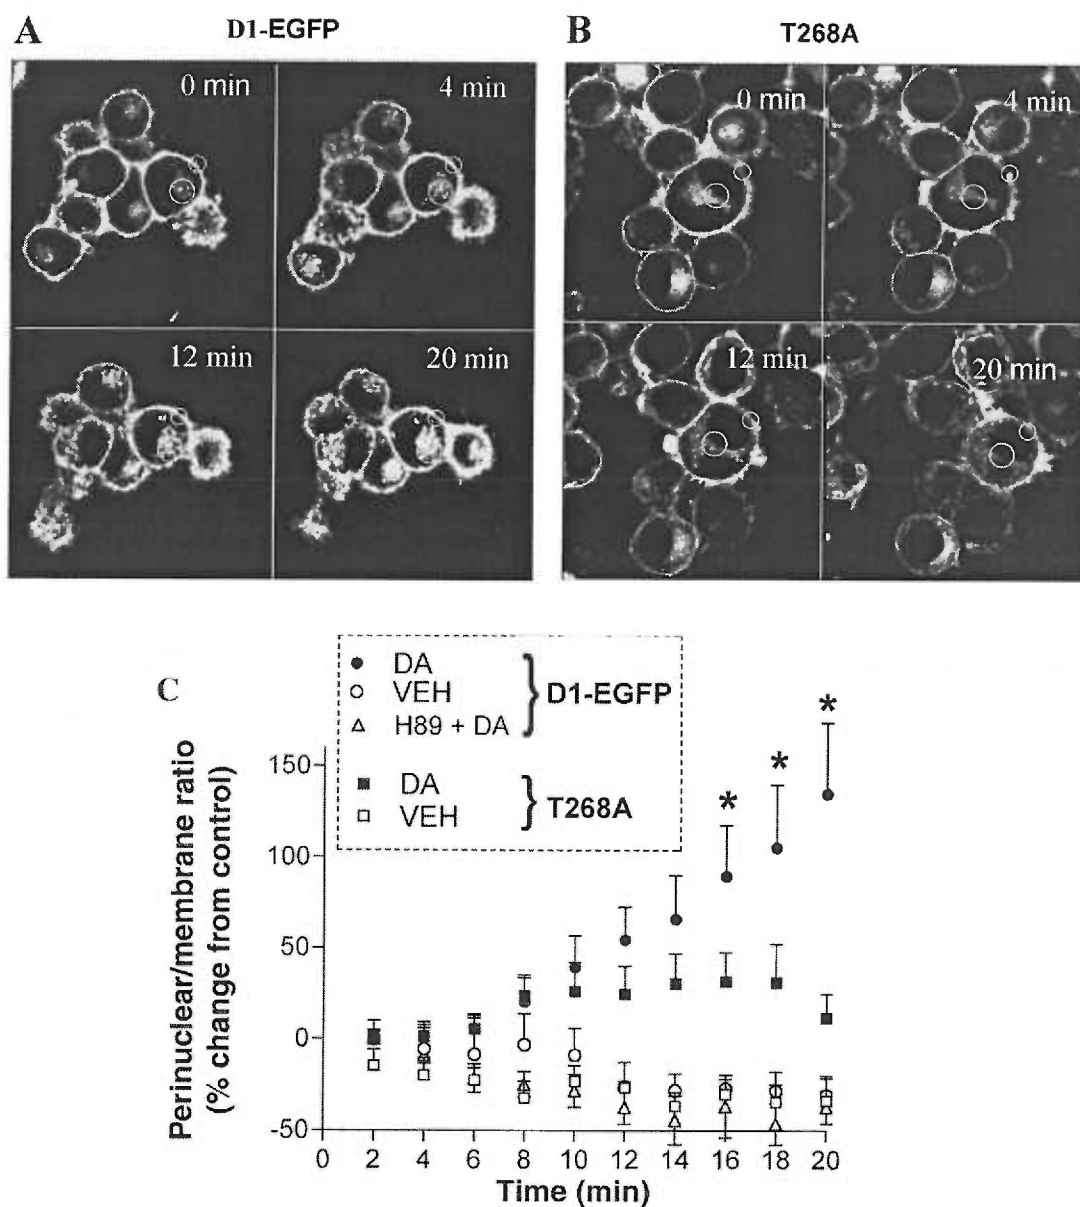 A
D1-EGFP
0 min
4 min
12 min
20 min
B
T268A
0 min
4 min
12 min
20 min
C
DA
VEH
H89 + DA
D1-EGFP
DA
VEH
T268A
Perinuclear/membrane ratio
(% change from control)
150
100
50
0
-50
* * *
0 2 4 6 8 10 12 14 16 18 20
Time (min)